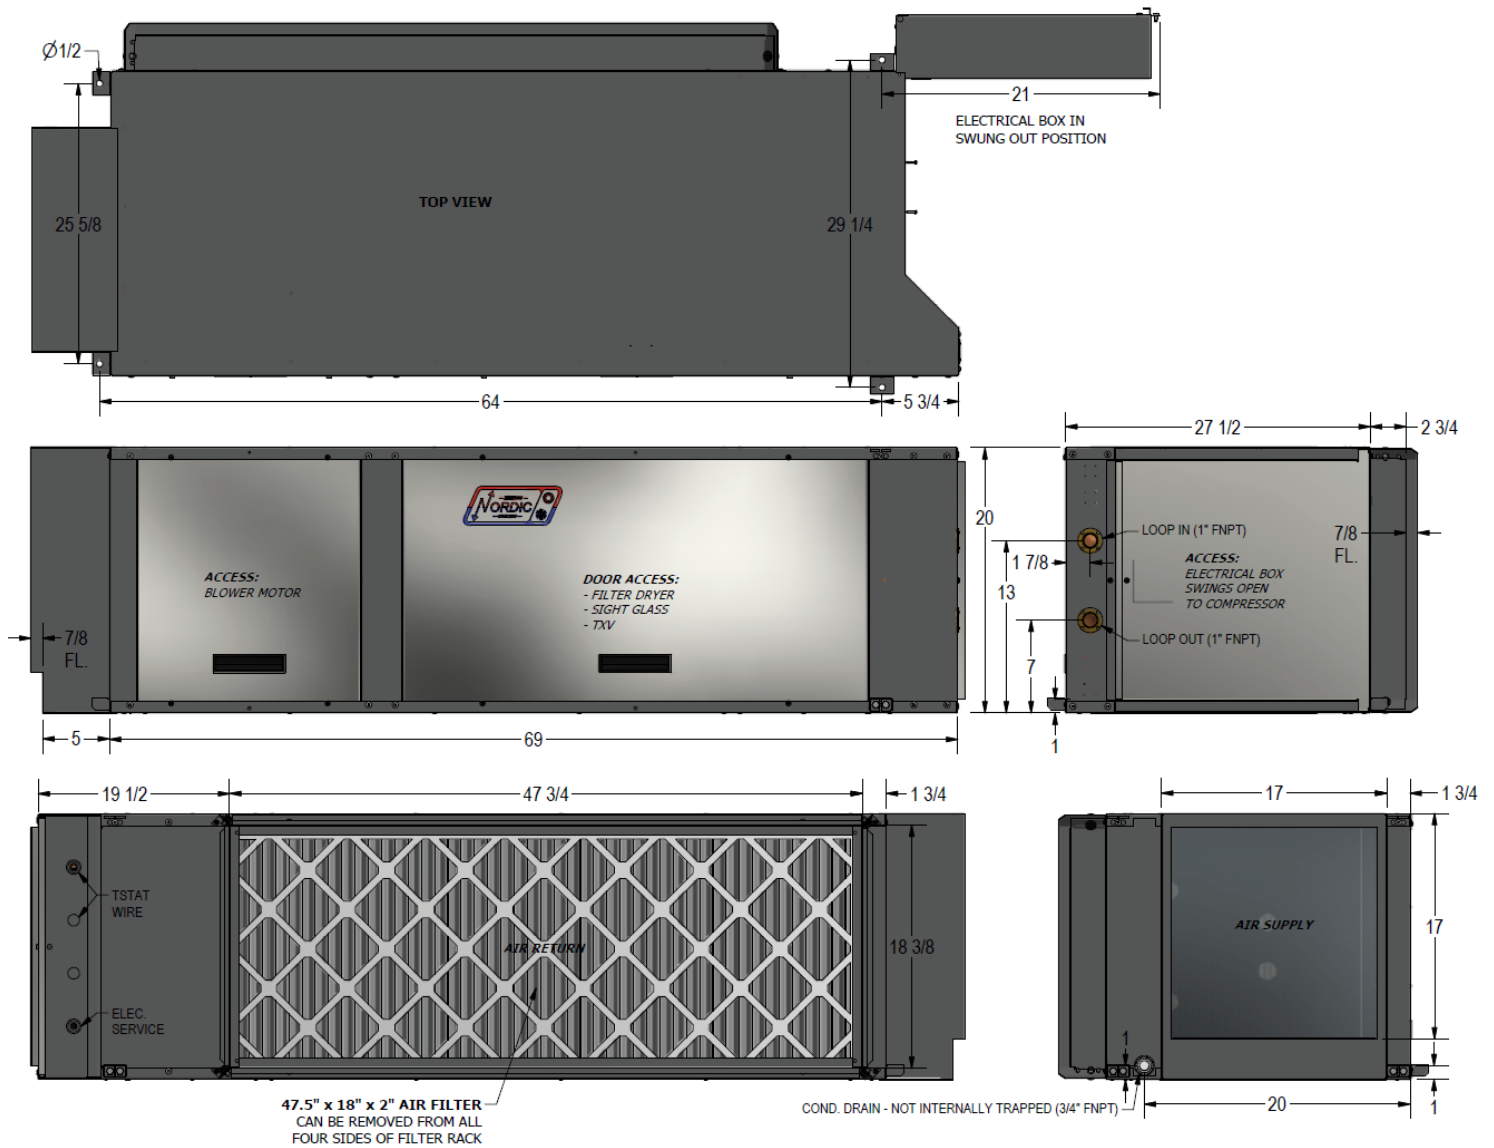 Ø1/2
21
ELECTRICAL BOX IN
SWUNG OUT POSITION
TOP VIEW
25 5/8
29 1/4
64
5 3/4
27 1/2
2 3/4
NORDIC
20
LOOP IN (1" FNPT)
7/8
FL.
1 7/8
ACCESS:
ELECTRICAL BOX
SWINGS OPEN
TO COMPRESSOR
13
ACCESS:
BLOWER MOTOR
DOOR ACCESS:
- FILTER DRYER
- SIGHT GLASS
- TXV
7/8
FL.
LOOP OUT (1" FNPT)
7
5
69
1
19 1/2
47 3/4
1 3/4
17
1 3/4
TSTAT
WIRE
AIR RETURN
18 3/8
AIR SUPPLY
17
ELEC.
SERVICE
1
47.5" x 18" x 2" AIR FILTER
CAN BE REMOVED FROM ALL
FOUR SIDES OF FILTER RACK
COND. DRAIN - NOT INTERNALLY TRAPPED (3/4" FNPT)
20
1